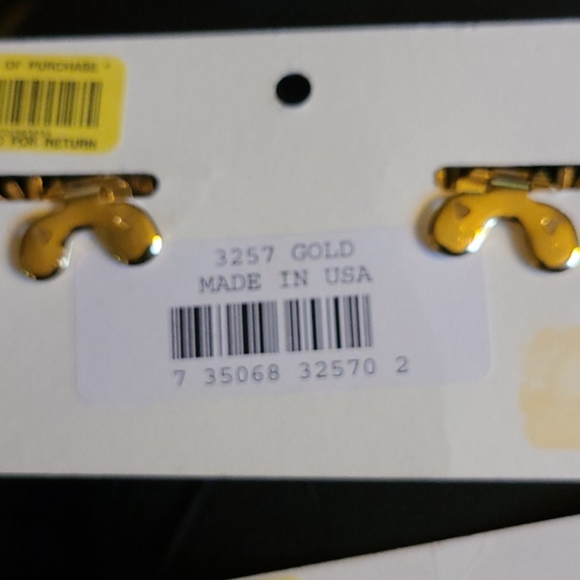 OF PURCHASE
FOR RETURN
3257 GOLD
MADE IN USA
7 35068 32570 2